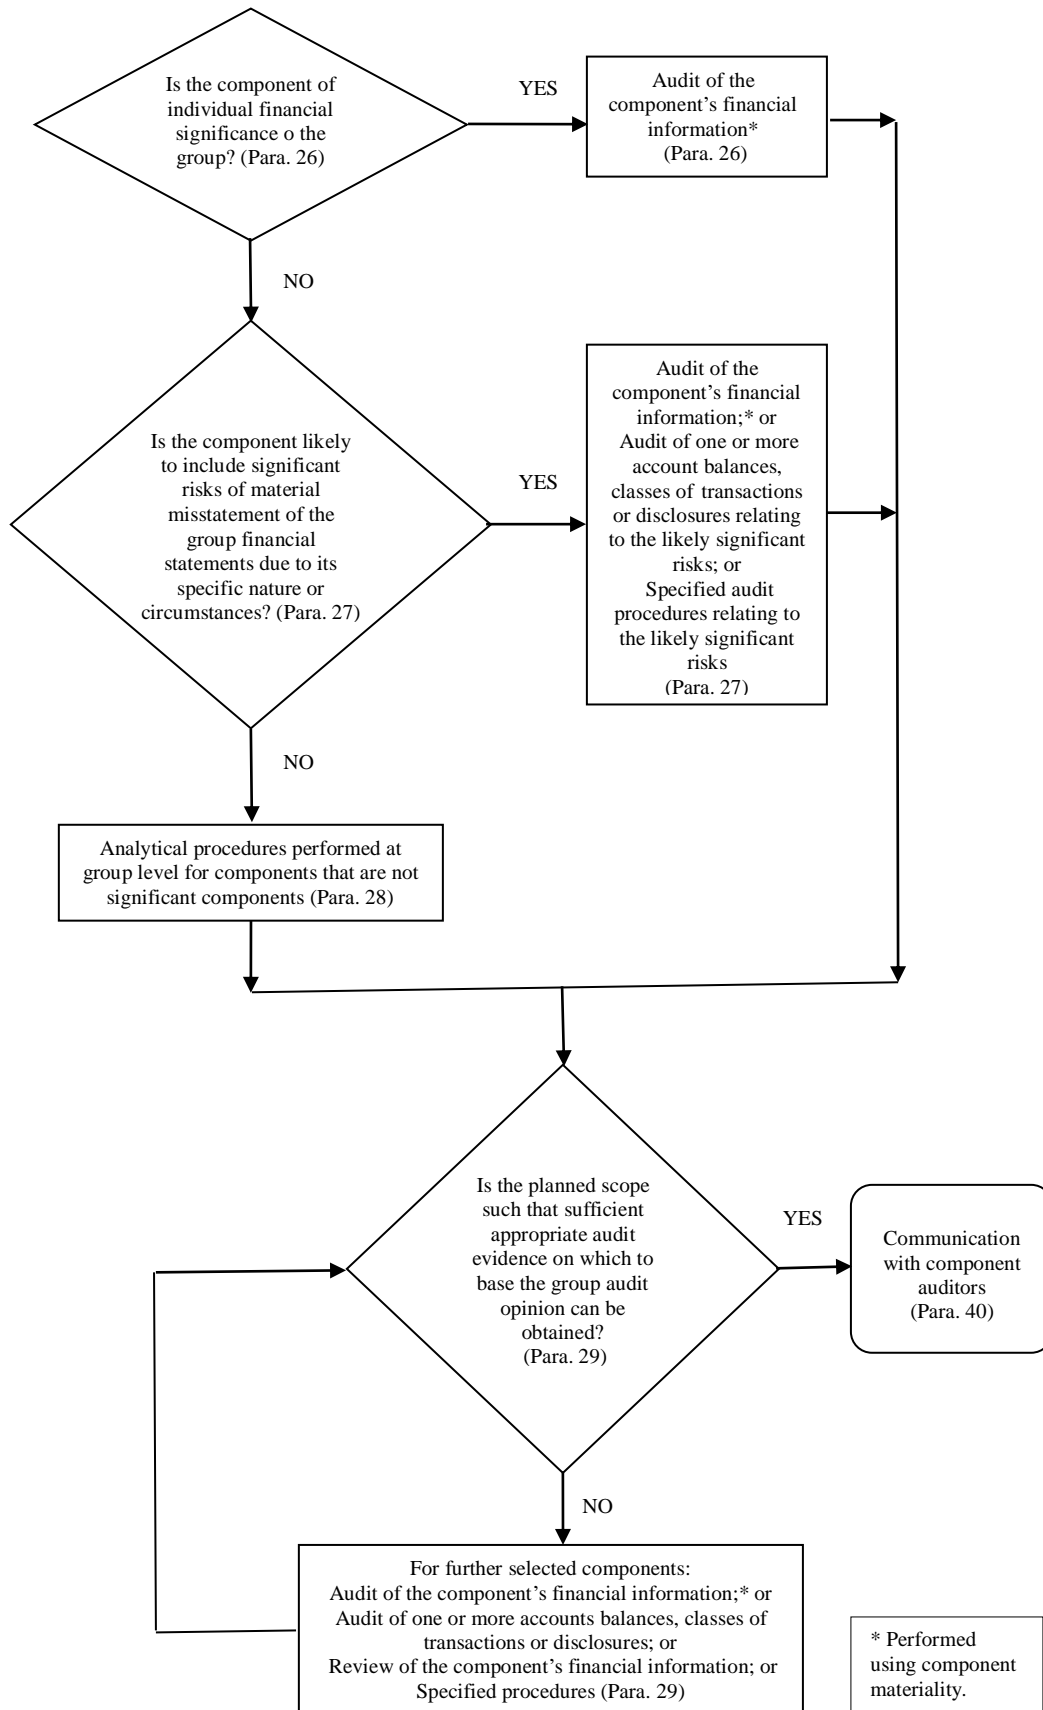 Is the component of
individual financial
significance o the
group? (Para. 26)
YES
Audit of the
component’s financial
information*
(Para. 26)
NO
Is the component likely
to include significant
risks of material
misstatement of the
group financial
statements due to its
specific nature or
circumstances? (Para. 27)
YES
Audit of the
component’s financial
information;* or
Audit of one or more
account balances,
classes of transactions
or disclosures relating
to the likely significant
risks; or
Specified audit
procedures relating to
the likely significant
risks
(Para. 27)
NO
Analytical procedures performed at
group level for components that are not
significant components (Para. 28)
Is the planned scope
such that sufficient
appropriate audit
evidence on which to
base the group audit
opinion can be
obtained?
(Para. 29)
YES
Communication
with component
auditors
(Para. 40)
NO
For further selected components:
Audit of the component’s financial information;* or
Audit of one or more accounts balances, classes of
transactions or disclosures; or
Review of the component’s financial information; or
Specified procedures (Para. 29)
* Performed
using component
materiality.